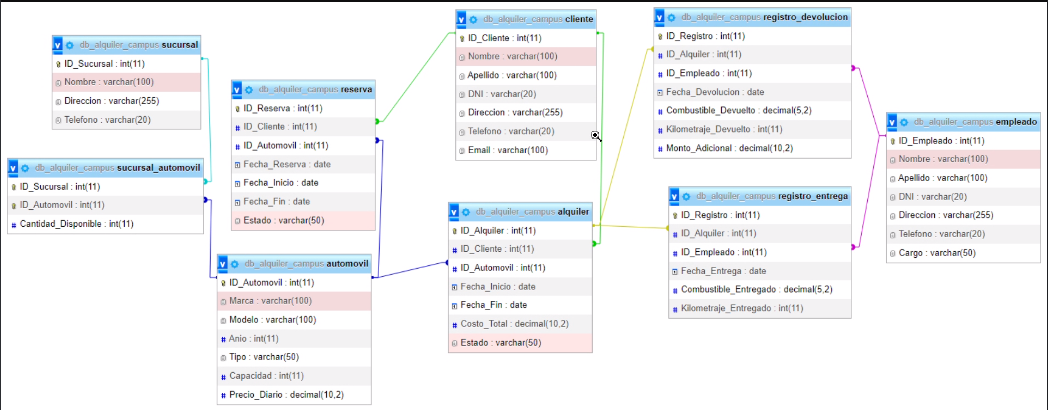 db_alquiler_campus sucursal
ID_Sucursal : int(11)
Nombre : varchar(100)
Direccion : varchar(255)
Telefono : varchar(20)
sucursal_automovil
ID_Sucursal : int(11)
ID_Automovil : int(11)
Cantidad_Disponible : int(11)
db_alquiler_campus reserva
ID_Reserva : int(11)
ID_Cliente : int(11)
ID_Automovil : int(11)
Fecha_Reserva : date
Fecha_Inicio : date
Fecha_Fin : date
Estado : varchar(50)
db_alquiler_campus automovil
ID_Automovil : int(11)
Marca : varchar(100)
Modelo : varchar(100)
Anio : int(11)
Tipo : varchar(50)
Capacidad : int(11)
Precio_Diario : decimal(10,2)
db_alquiler_campus cliente
ID_Cliente : int(11)
Nombre : varchar(100)
Apellido : varchar(100)
DNI : varchar(20)
Direccion : varchar(255)
Telefono : varchar(20)
Email : varchar(100)
db_alquiler_campus alquiler
ID_Alquiler : int(11)
ID_Cliente : int(11)
ID_Automovil : int(11)
Fecha_Inicio : date
Fecha_Fin : date
Costo_Total : decimal(10,2)
Estado : varchar(50)
db_alquiler_campus registro_devolucion
ID_Registro : int(11)
ID_Alquiler : int(11)
ID_Empleado : int(11)
Fecha_Devolucion : date
Combustible_Devuelto : decimal(5,2)
Kilometraje_Devuelto : int(11)
Monto_Adicional : decimal(10,2)
db_alquiler_campus registro_entrega
ID_Registro : int(11)
ID_Alquiler : int(11)
ID_Empleado : int(11)
Fecha_Entrega : date
Combustible_Entregado : decimal(5,2)
Kilometraje_Entregado : int(11)
db_alquiler_campus empleado
ID_Empleado : int(11)
Nombre : varchar(100)
Apellido : varchar(100)
DNI : varchar(20)
Direccion : varchar(255)
Telefono : varchar(20)
Cargo : varchar(50)